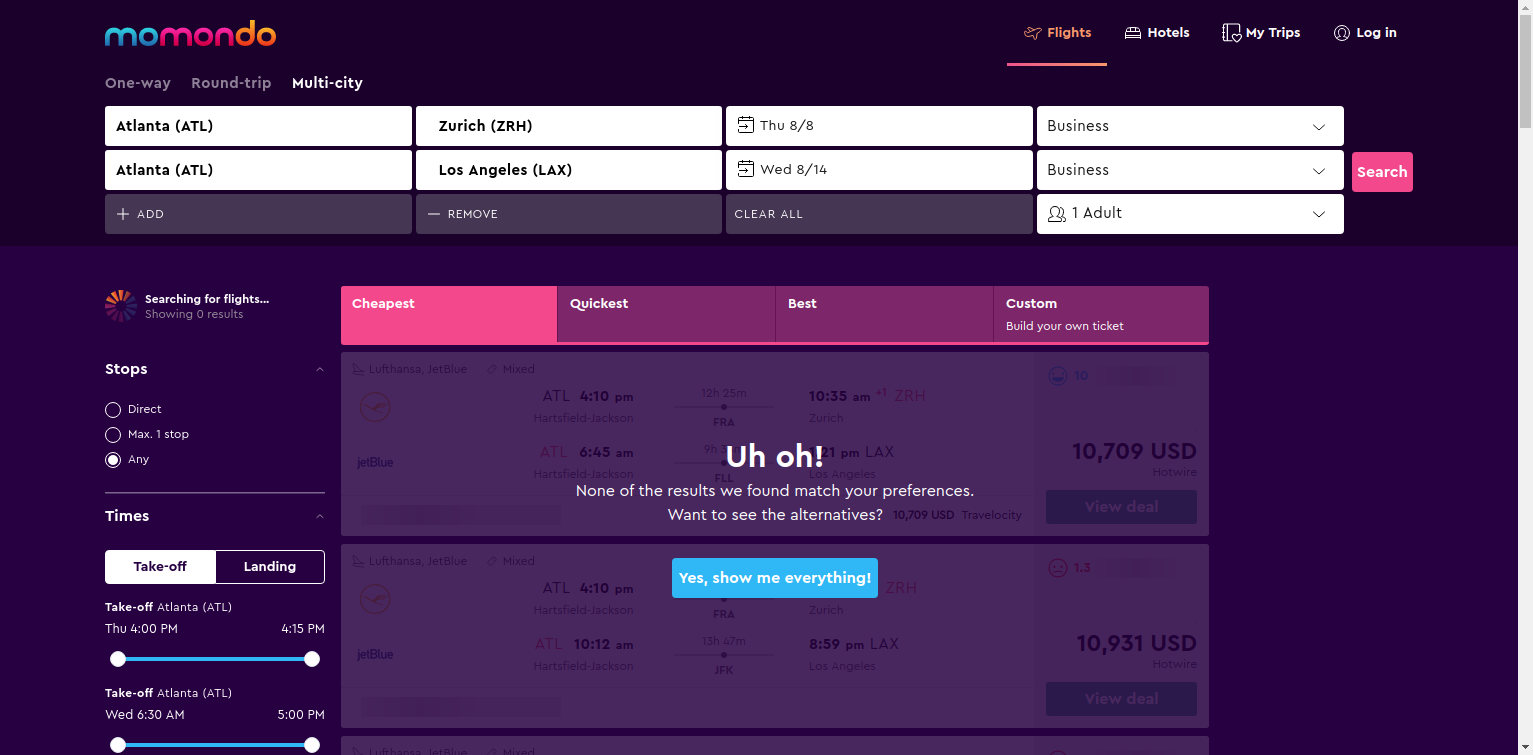 momondo
Flights
Hotels
My Trips
Log in
One-way
Round-trip
Multi-city
Atlanta (ATL)
Zurich (ZRH)
Thu 8/8
Business
Atlanta (ATL)
Los Angeles (LAX)
Wed 8/14
Business
Search
ADD
REMOVE
CLEAR ALL
1 Adult
Searching for flights...
Showing 0 results
Cheapest
Quickest
Best
Custom
Build your own ticket
Stops
Direct
Max. 1 stop
Any
Times
Take-off
Landing
Take-off Atlanta (ATL)
Thu 4:00 PM
4:15 PM
Take-off Atlanta (ATL)
Wed 6:30 AM
5:00 PM
Lufthansa, JetBlue
Mixed
10
ATL 4:10 pm
12h 25m
10:35 am +1 ZRH
Hartsfield-Jackson
FRA
Zurich
jetBlue
ATL 6:45 am
9h
21 pm LAX
Hartsfield-Jackson
FLL
Los Angeles
10,709 USD
Hotwire
View deal
10,709 USD Travelocity
Uh oh!
None of the results we found match your preferences.
Want to see the alternatives?
Yes, show me everything!
Lufthansa, JetBlue
Mixed
1.3
ATL 4:10 pm
ZRH
Hartsfield-Jackson
FRA
Zurich
jetBlue
ATL 10:12 am
13h 47m
8:59 pm LAX
Hartsfield-Jackson
JFK
Los Angeles
10,931 USD
Hotwire
View deal
Lufthansa, JetBlue
Mixed